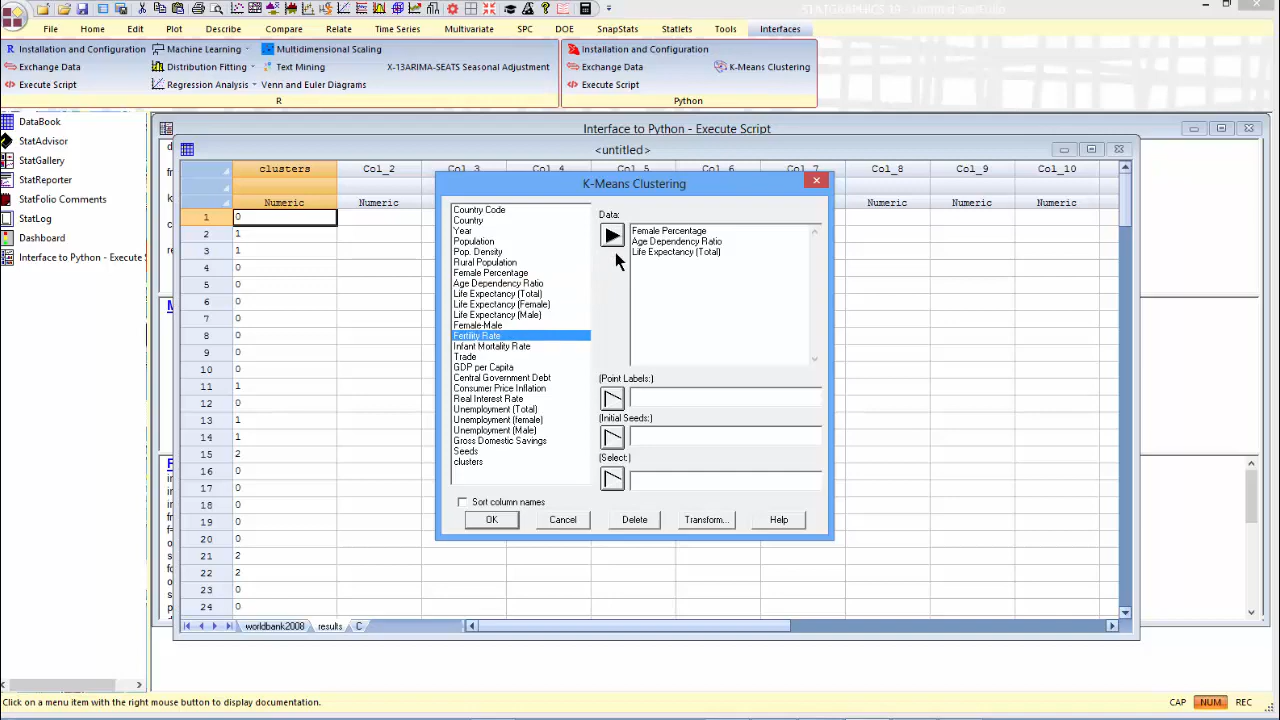 STATGRAPHICS 19 - Untitled StatFolio
File Home Edit Plot Describe Compare Relate Time Series Multivariate SPC DOE SnapStats Statlets Tools Interfaces
R Installation and Configuration Machine Learning Multidimensional Scaling Installation and Configuration
Exchange Data Distribution Fitting Text Mining X-13ARIMA-SEATS Seasonal Adjustment Exchange Data K-Means Clustering
Execute Script Regression Analysis Venn and Euler Diagrams Execute Script
R Python
DataBook
StatAdvisor
StatGallery
StatReporter
StatFolio Comments
StatLog
Dashboard
Interface to Python - Execute S
Interface to Python - Execute Script
<untitled>
clusters Col_2 Col_3 Col_4 Col_5 Col_6 Col_7 Col_8 Col_9 Col_10
Numeric Numeric Numeric Numeric Numeric
1 0
2 1
3 1
4 0
5 0
6 0
7 0
8 0
9 0
10 0
11 1
12 0
13 1
14 1
15 2
16 0
17 0
18 0
19 0
20 0
21 2
22 2
23 0
24 0
worldbank2008 results C
K-Means Clustering
Country Code
Country
Year
Population
Pop. Density
Rural Population
Female Percentage
Age Dependency Ratio
Life Expectancy (Total)
Life Expectancy (Female)
Life Expectancy (Male)
Female-Male
Fertility Rate
Infant Mortality Rate
Trade
GDP per Capita
Central Government Debt
Consumer Price Inflation
Real Interest Rate
Unemployment (Total)
Unemployment (female)
Unemployment (Male)
Gross Domestic Savings
Seeds
clusters
Data:
Female Percentage
Age Dependency Ratio
Life Expectancy (Total)
(Point Labels:)
(Initial Seeds:)
(Select:)
Sort column names
OK Cancel Delete Transform... Help
Click on a menu item with the right mouse button to display documentation.
CAP NUM REC